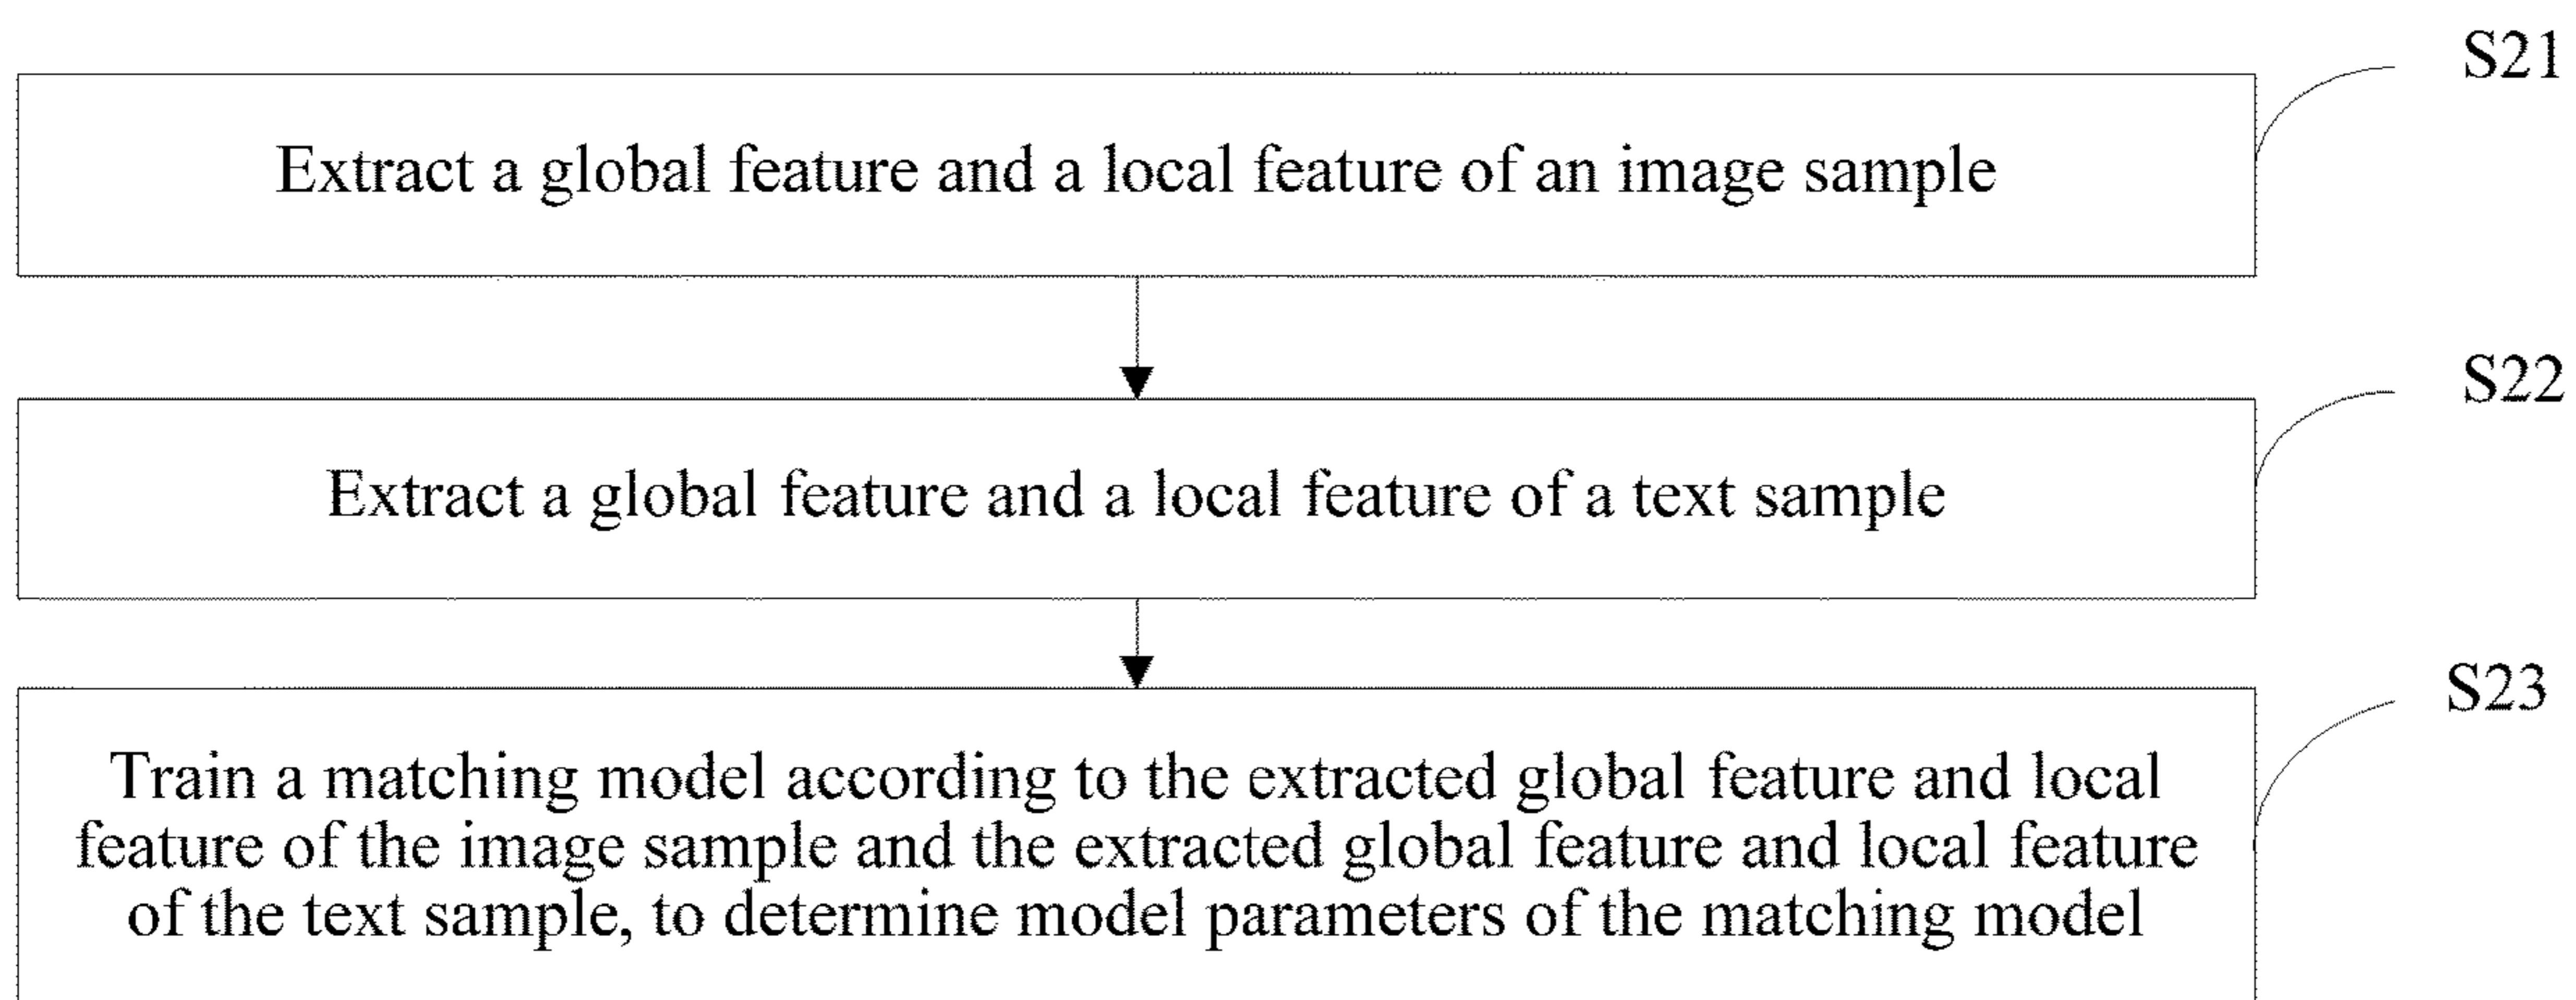 S21
Extract a global feature and a local feature of an image sample
S22
Extract a global feature and a local feature of a text sample
S23
Train a matching model according to the extracted global feature and local
feature of the image sample and the extracted global feature and local feature
of the text sample, to determine model parameters of the matching model